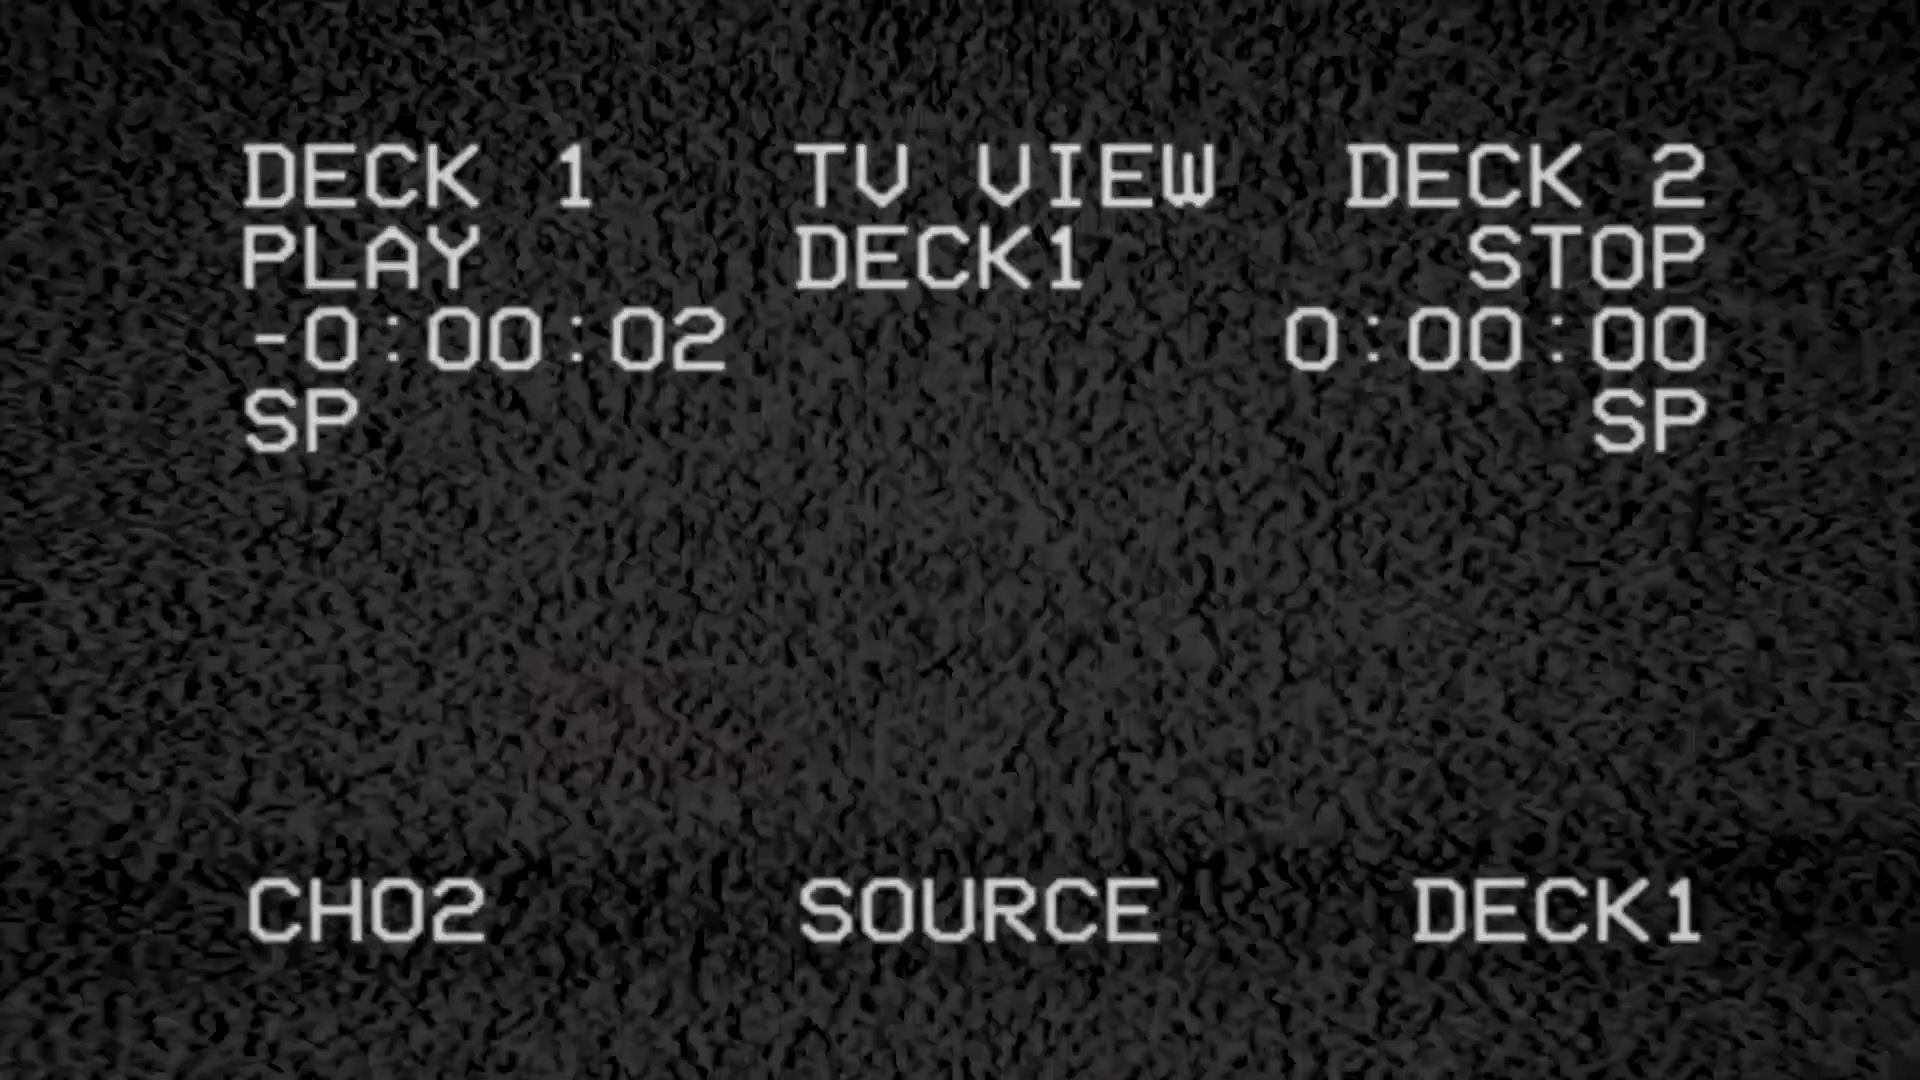 DECK 1 TV VIEW DECK 2
PLAY DECK1 STOP
-0:00:02 0:00:00
SP SP
CH02 SOURCE DECK1